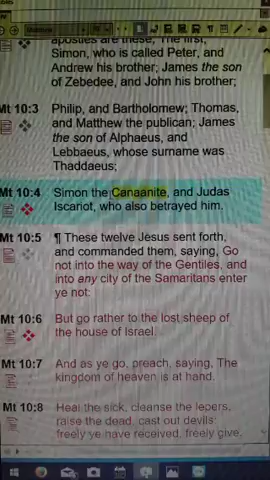 apostles are these; The first,
Simon, who is called Peter, and
Andrew his brother; James the son
of Zebedee, and John his brother;
Mt 10:3 Philip, and Bartholomew; Thomas,
and Matthew the publican; James
the son of Alphaeus, and
Lebbaeus, whose surname was
Thaddaeus;
Mt 10:4 Simon the Canaanite, and Judas
Iscariot, who also betrayed him.
Mt 10:5 ¶ These twelve Jesus sent forth,
and commanded them, saying, Go
not into the way of the Gentiles, and
into any city of the Samaritans enter
ye not:
Mt 10:6 But go rather to the lost sheep of
the house of Israel.
Mt 10:7 And as ye go, preach, saying, The
kingdom of heaven is at hand.
Mt 10:8 Heal the sick, cleanse the lepers,
raise the dead, cast out devils:
freely ye have received, freely give.